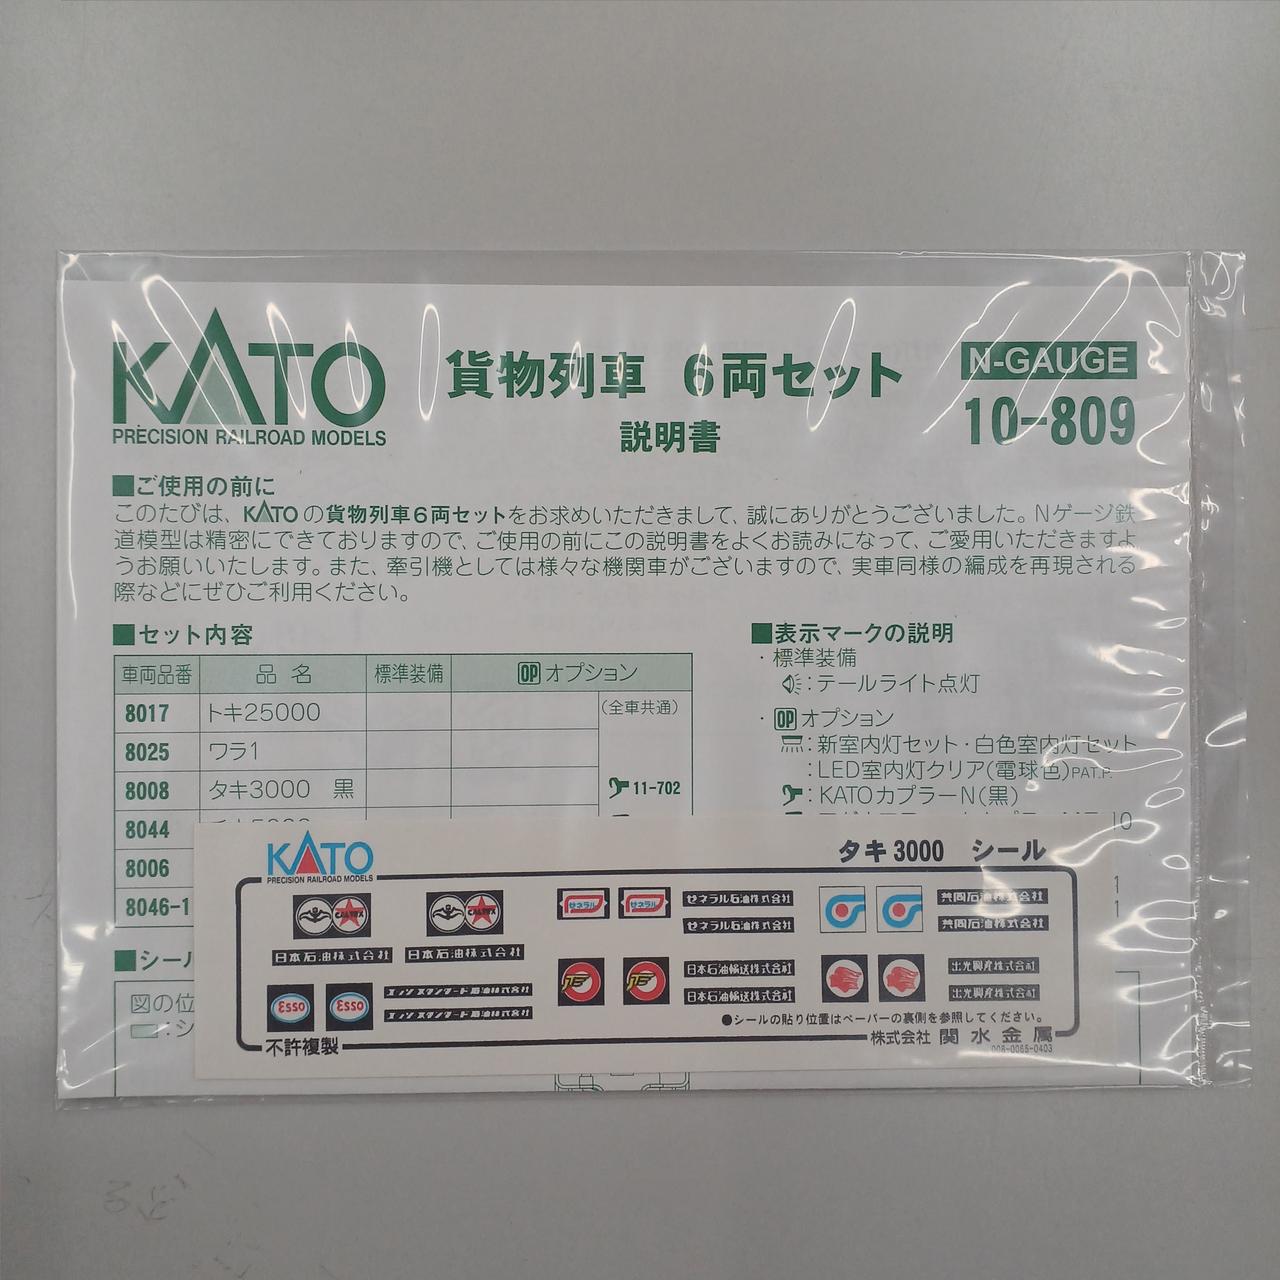 KATO
PRECISION RAILROAD MODELS
貨物列車 6両セット
説明書
N-GAUGE
10-809
■ご使用の前に
このたびは、KATOの貨物列車6両セットをお求めいただきまして、誠にありがとうございました。Nゲージ鉄
道模型は精密にできておりますので、ご使用の前にこの説明書をよくお読みになって、ご愛用いただきますよ
うお願いいたします。また、牽引機としては様々な機関車がございますので、実車同様の編成を再現される
際などにぜひご利用ください。
■セット内容
車両品番 品名 標準装備 OPオプション
8017 トキ25000 (全車共通)
8025 ワラ1
8008 タキ3000 黒 11-702
8044
8006
8046-1
■シール
図の位
:シ
■表示マークの説明
・標準装備
:テールライト点灯
・OPオプション
:新室内灯セット・白色室内灯セット
:LED室内灯クリア(電球色)PAT.P.
:KATOカプラーN(黒)
KATO
PRECISION RAILROAD MODELS
タキ3000 シール
CALTEX CALTEX
日本石油株式会社 日本石油株式会社
Esso Esso
エッソスタンダード石油株式会社
エッソスタンダード石油株式会社
ゼネラル ゼネラル
ゼネラル石油株式会社
ゼネラル石油株式会社
日本石油輸送株式会社
日本石油輸送株式会社
共同石油株式会社
共同石油株式会社
出光興産株式会社
出光興産株式会社
●シールの貼り位置はペーパーの裏側を参照してください。
不許複製
株式会社 関水金属
008-0065-0403